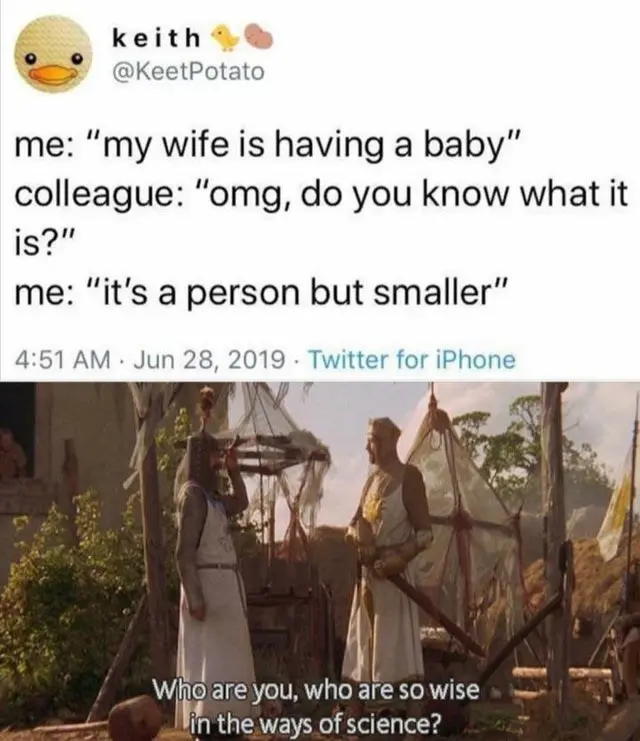 keith 🐤🥔
@KeetPotato
me: "my wife is having a baby"
colleague: "omg, do you know what it
is?"
me: "it's a person but smaller"
4:51 AM · Jun 28, 2019 · Twitter for iPhone
Who are you, who are so wise
in the ways of science?